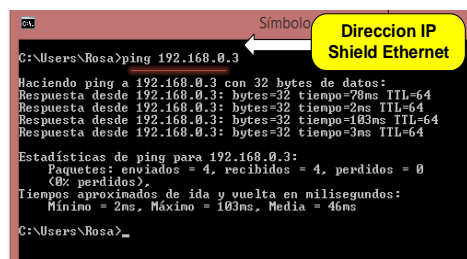 Símbolo
Direccion IP
Shield Ethernet
C:\Users\Rosa>ping 192.168.0.3
Haciendo ping a 192.168.0.3 con 32 bytes de datos:
Respuesta desde 192.168.0.3: bytes=32 tiempo=78ms TTL=64
Respuesta desde 192.168.0.3: bytes=32 tiempo=2ms TTL=64
Respuesta desde 192.168.0.3: bytes=32 tiempo=103ms TTL=64
Respuesta desde 192.168.0.3: bytes=32 tiempo=3ms TTL=64
Estadísticas de ping para 192.168.0.3:
Paquetes: enviados = 4, recibidos = 4, perdidos = 0
(0% perdidos),
Tiempos aproximados de ida y vuelta en milisegundos:
Mínimo = 2ms, Máximo = 103ms, Media = 46ms
C:\Users\Rosa>_